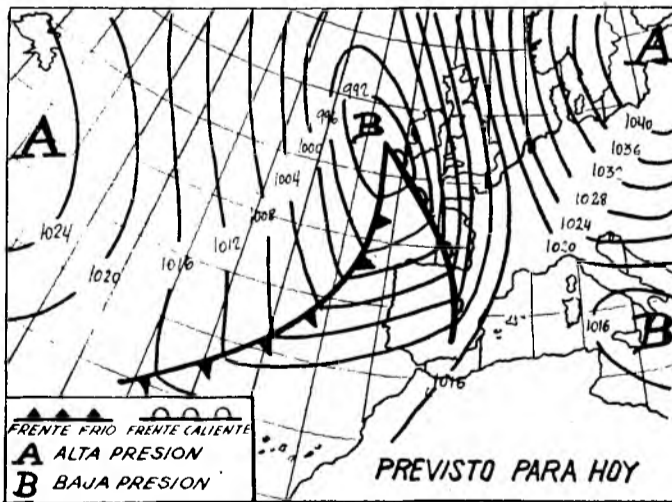 A
992
996
B
1000
1004
1008
1012
1016
1020
1024
A
1040
1036
1028
1024
1016
B
1016
FRENTE FRIO FRENTE CALIENTE
A ALTA PRESION
B BAJA PRESION
PREVISTO PARA HOY